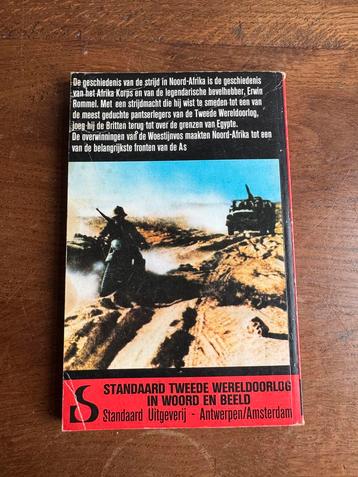 De geschiedenis van de strijd in Noord-Afrika is de geschiedenis
van het Afrika Korps en van de legendarische bevelhebber, Erwin
Rommel. Met een strijdmacht die hij wist te smeden tot een van
de meest geduchte pantserlegers van de Tweede Wereldoorlog,
joeg hij de Britten terug tot over de grenzen van Egypte.
De overwinningen van de Woestijnvos maakten Noord-Afrika tot een
van de belangrijkste fronten van de As
S
STANDAARD TWEEDE WERELDOORLOG
IN WOORD EN BEELD
Standaard Uitgeverij - Antwerpen/Amsterdam